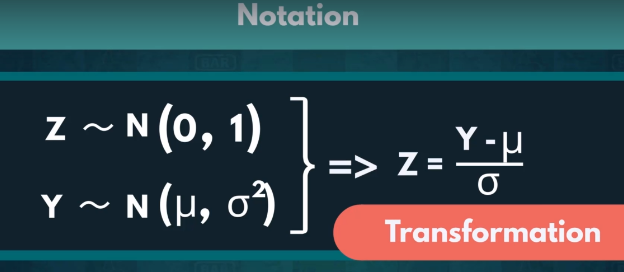 Notation
Z ~ N (0, 1)
Y ~ N (μ, σ²)
=> Z = (Y - μ) / σ
Transformation